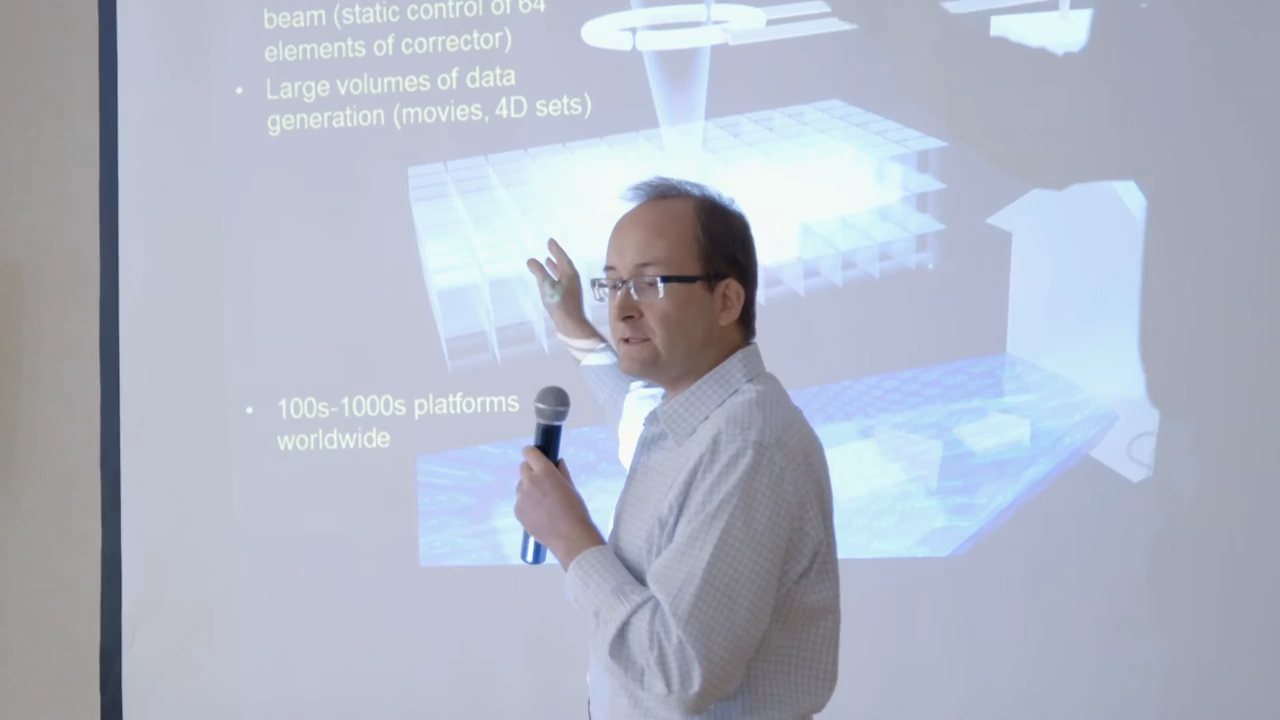 beam (static control of 64
elements of corrector)
• Large volumes of data
generation (movies, 4D sets)
• 100s-1000s platforms
worldwide